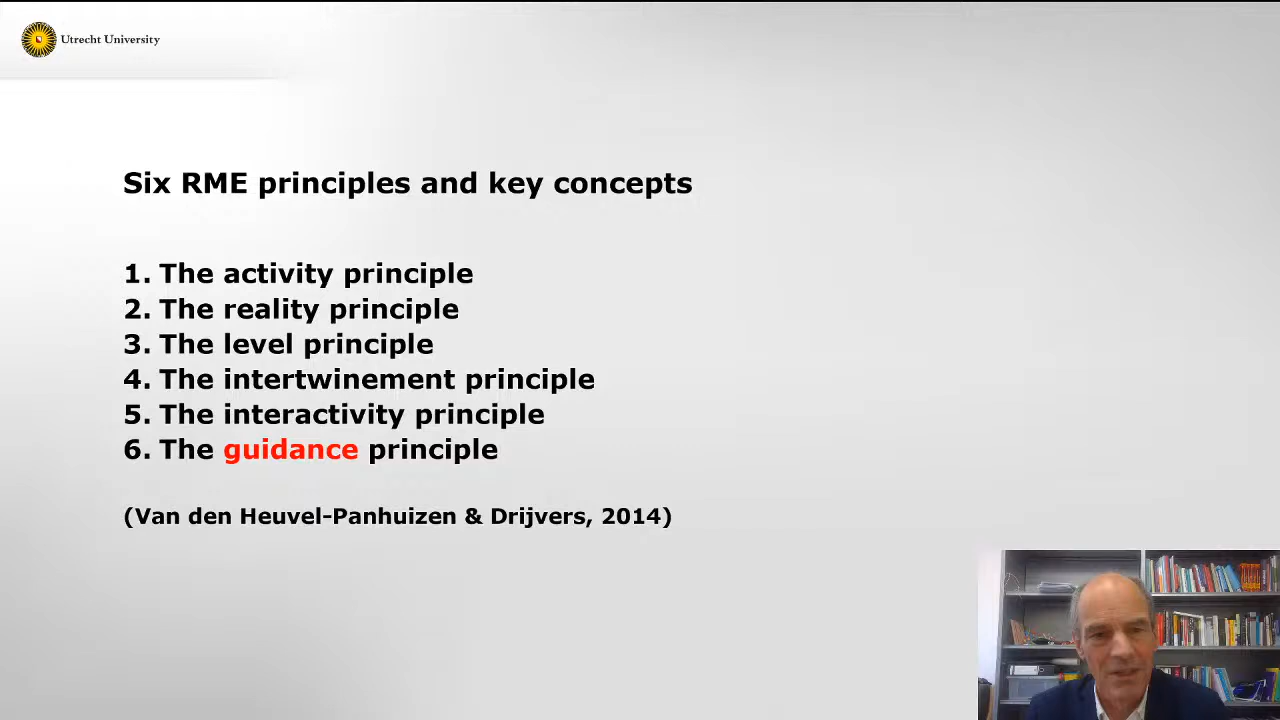 Utrecht University
Six RME principles and key concepts
1. The activity principle
2. The reality principle
3. The level principle
4. The intertwinement principle
5. The interactivity principle
6. The guidance principle
(Van den Heuvel-Panhuizen & Drijvers, 2014)